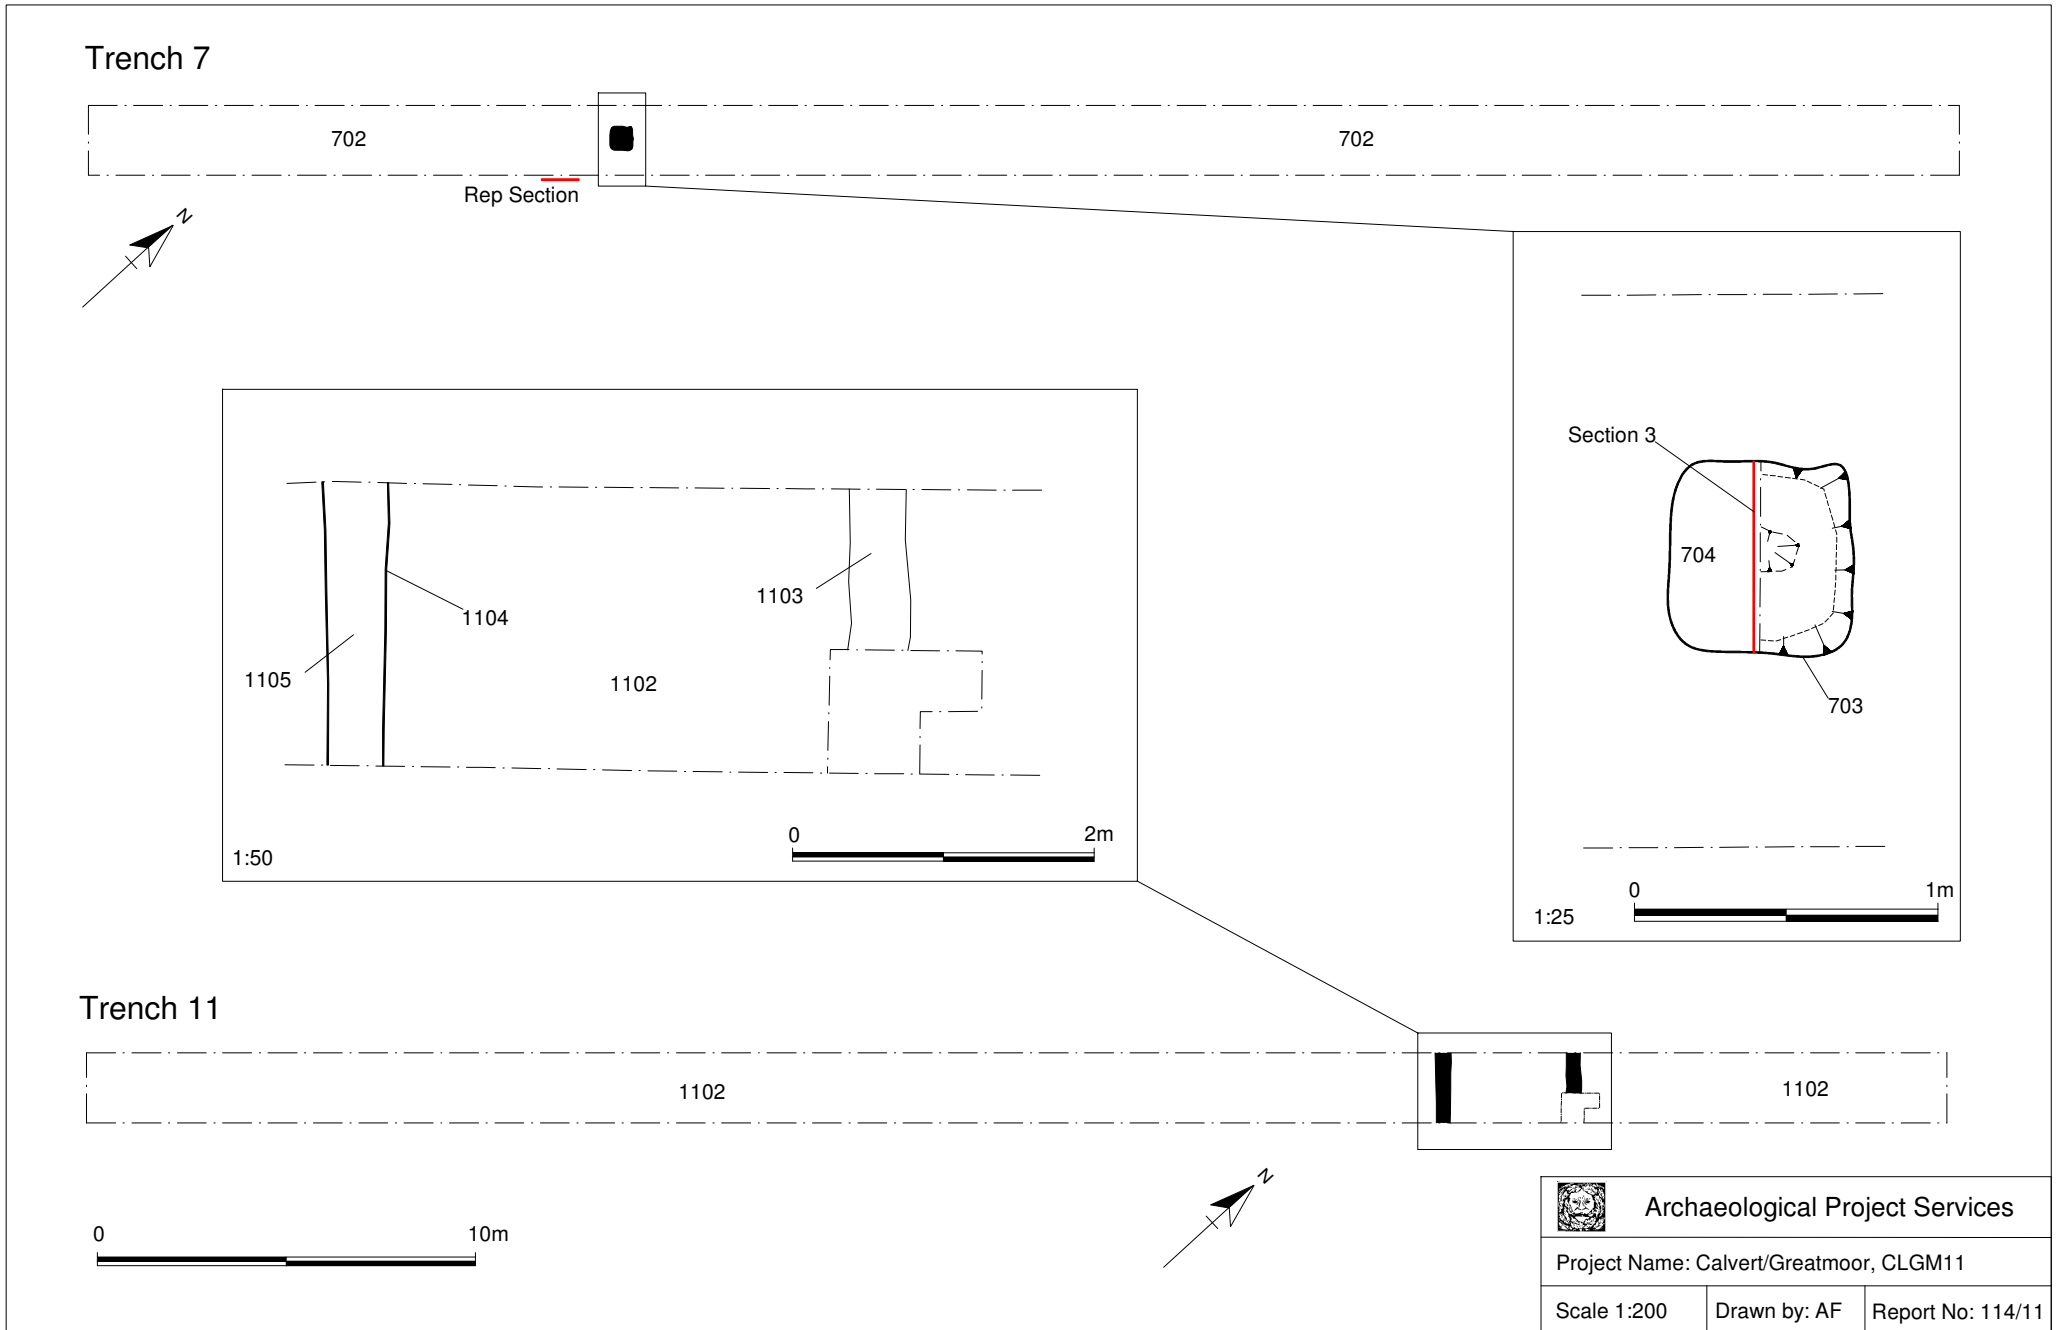 Trench 7
702
702
Rep Section
N
Section 3
704
703
0
1m
1:25
1103
1104
1105
1102
0
2m
1:50
Trench 11
1102
1102
N
0
10m
Archaeological Project Services
Project Name: Calvert/Greatmoor, CLGM11
Scale 1:200
Drawn by: AF
Report No: 114/11